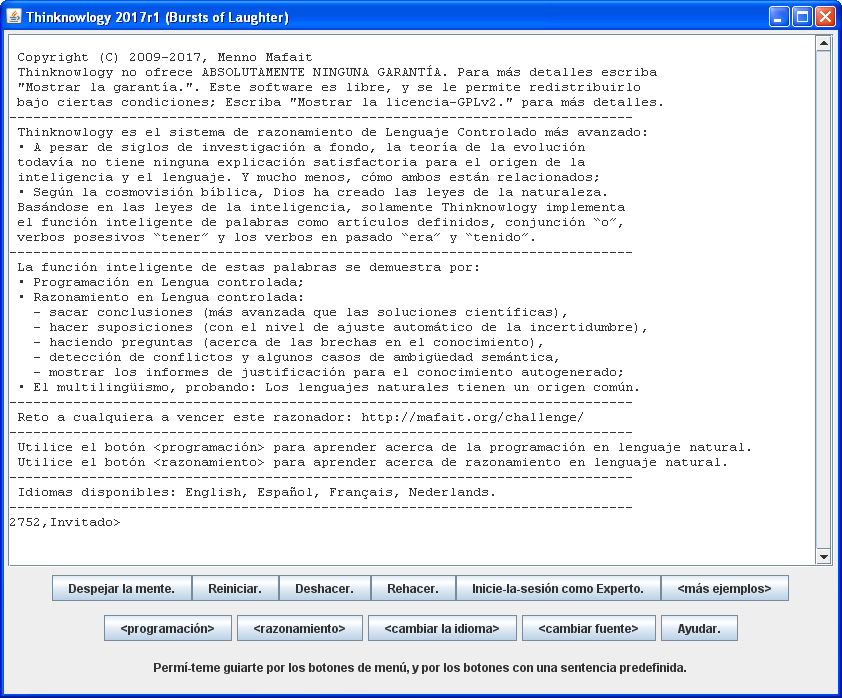 Thinknowlogy 2017r1 (Bursts of Laughter)
Copyright (C) 2009-2017, Menno Mafait
Thinknowlogy no ofrece ABSOLUTAMENTE NINGUNA GARANTÍA. Para más detalles escriba
"Mostrar la garantía.". Este software es libre, y se le permite redistribuirlo
bajo ciertas condiciones; Escriba "Mostrar la licencia-GPLv2." para más detalles.
------------------------------------------------------------------------------
Thinknowlogy es el sistema de razonamiento de Lenguaje Controlado más avanzado:
• A pesar de siglos de investigación a fondo, la teoría de la evolución
todavía no tiene ninguna explicación satisfactoria para el origen de la
inteligencia y el lenguaje. Y mucho menos, cómo ambos están relacionados;
• Según la cosmovisión bíblica, Dios ha creado las leyes de la naturaleza.
Basándose en las leyes de la inteligencia, solamente Thinknowlogy implementa
el función inteligente de palabras como artículos definidos, conjunción “o”,
verbos posesivos “tener” y los verbos en pasado “era” y “tenido”.
------------------------------------------------------------------------------
La función inteligente de estas palabras se demuestra por:
• Programación en Lengua controlada;
• Razonamiento en Lengua controlada:
- sacar conclusiones (más avanzada que las soluciones científicas),
- hacer suposiciones (con el nivel de ajuste automático de la incertidumbre),
- haciendo preguntas (acerca de las brechas en el conocimiento),
- detección de conflictos y algunos casos de ambigüedad semántica,
- mostrar los informes de justificación para el conocimiento autogenerado;
• El multilingüismo, probando: Los lenguajes naturales tienen un origen común.
------------------------------------------------------------------------------
Reto a cualquiera a vencer este razonador: http://mafait.org/challenge/
------------------------------------------------------------------------------
Utilice el botón <programación> para aprender acerca de la programación en lenguaje natural.
Utilice el botón <razonamiento> para aprender acerca de razonamiento en lenguaje natural.
------------------------------------------------------------------------------
Idiomas disponibles: English, Español, Français, Nederlands.
------------------------------------------------------------------------------
2752,Invitado>
Despejar la mente. Reiniciar. Deshacer. Rehacer. Inicie-la-sesión como Experto. <más ejemplos>
<programación> <razonamiento> <cambiar la idioma> <cambiar fuente> Ayudar.
Permí-teme guiarte por los botones de menú, y por los botones con una sentencia predefinida.